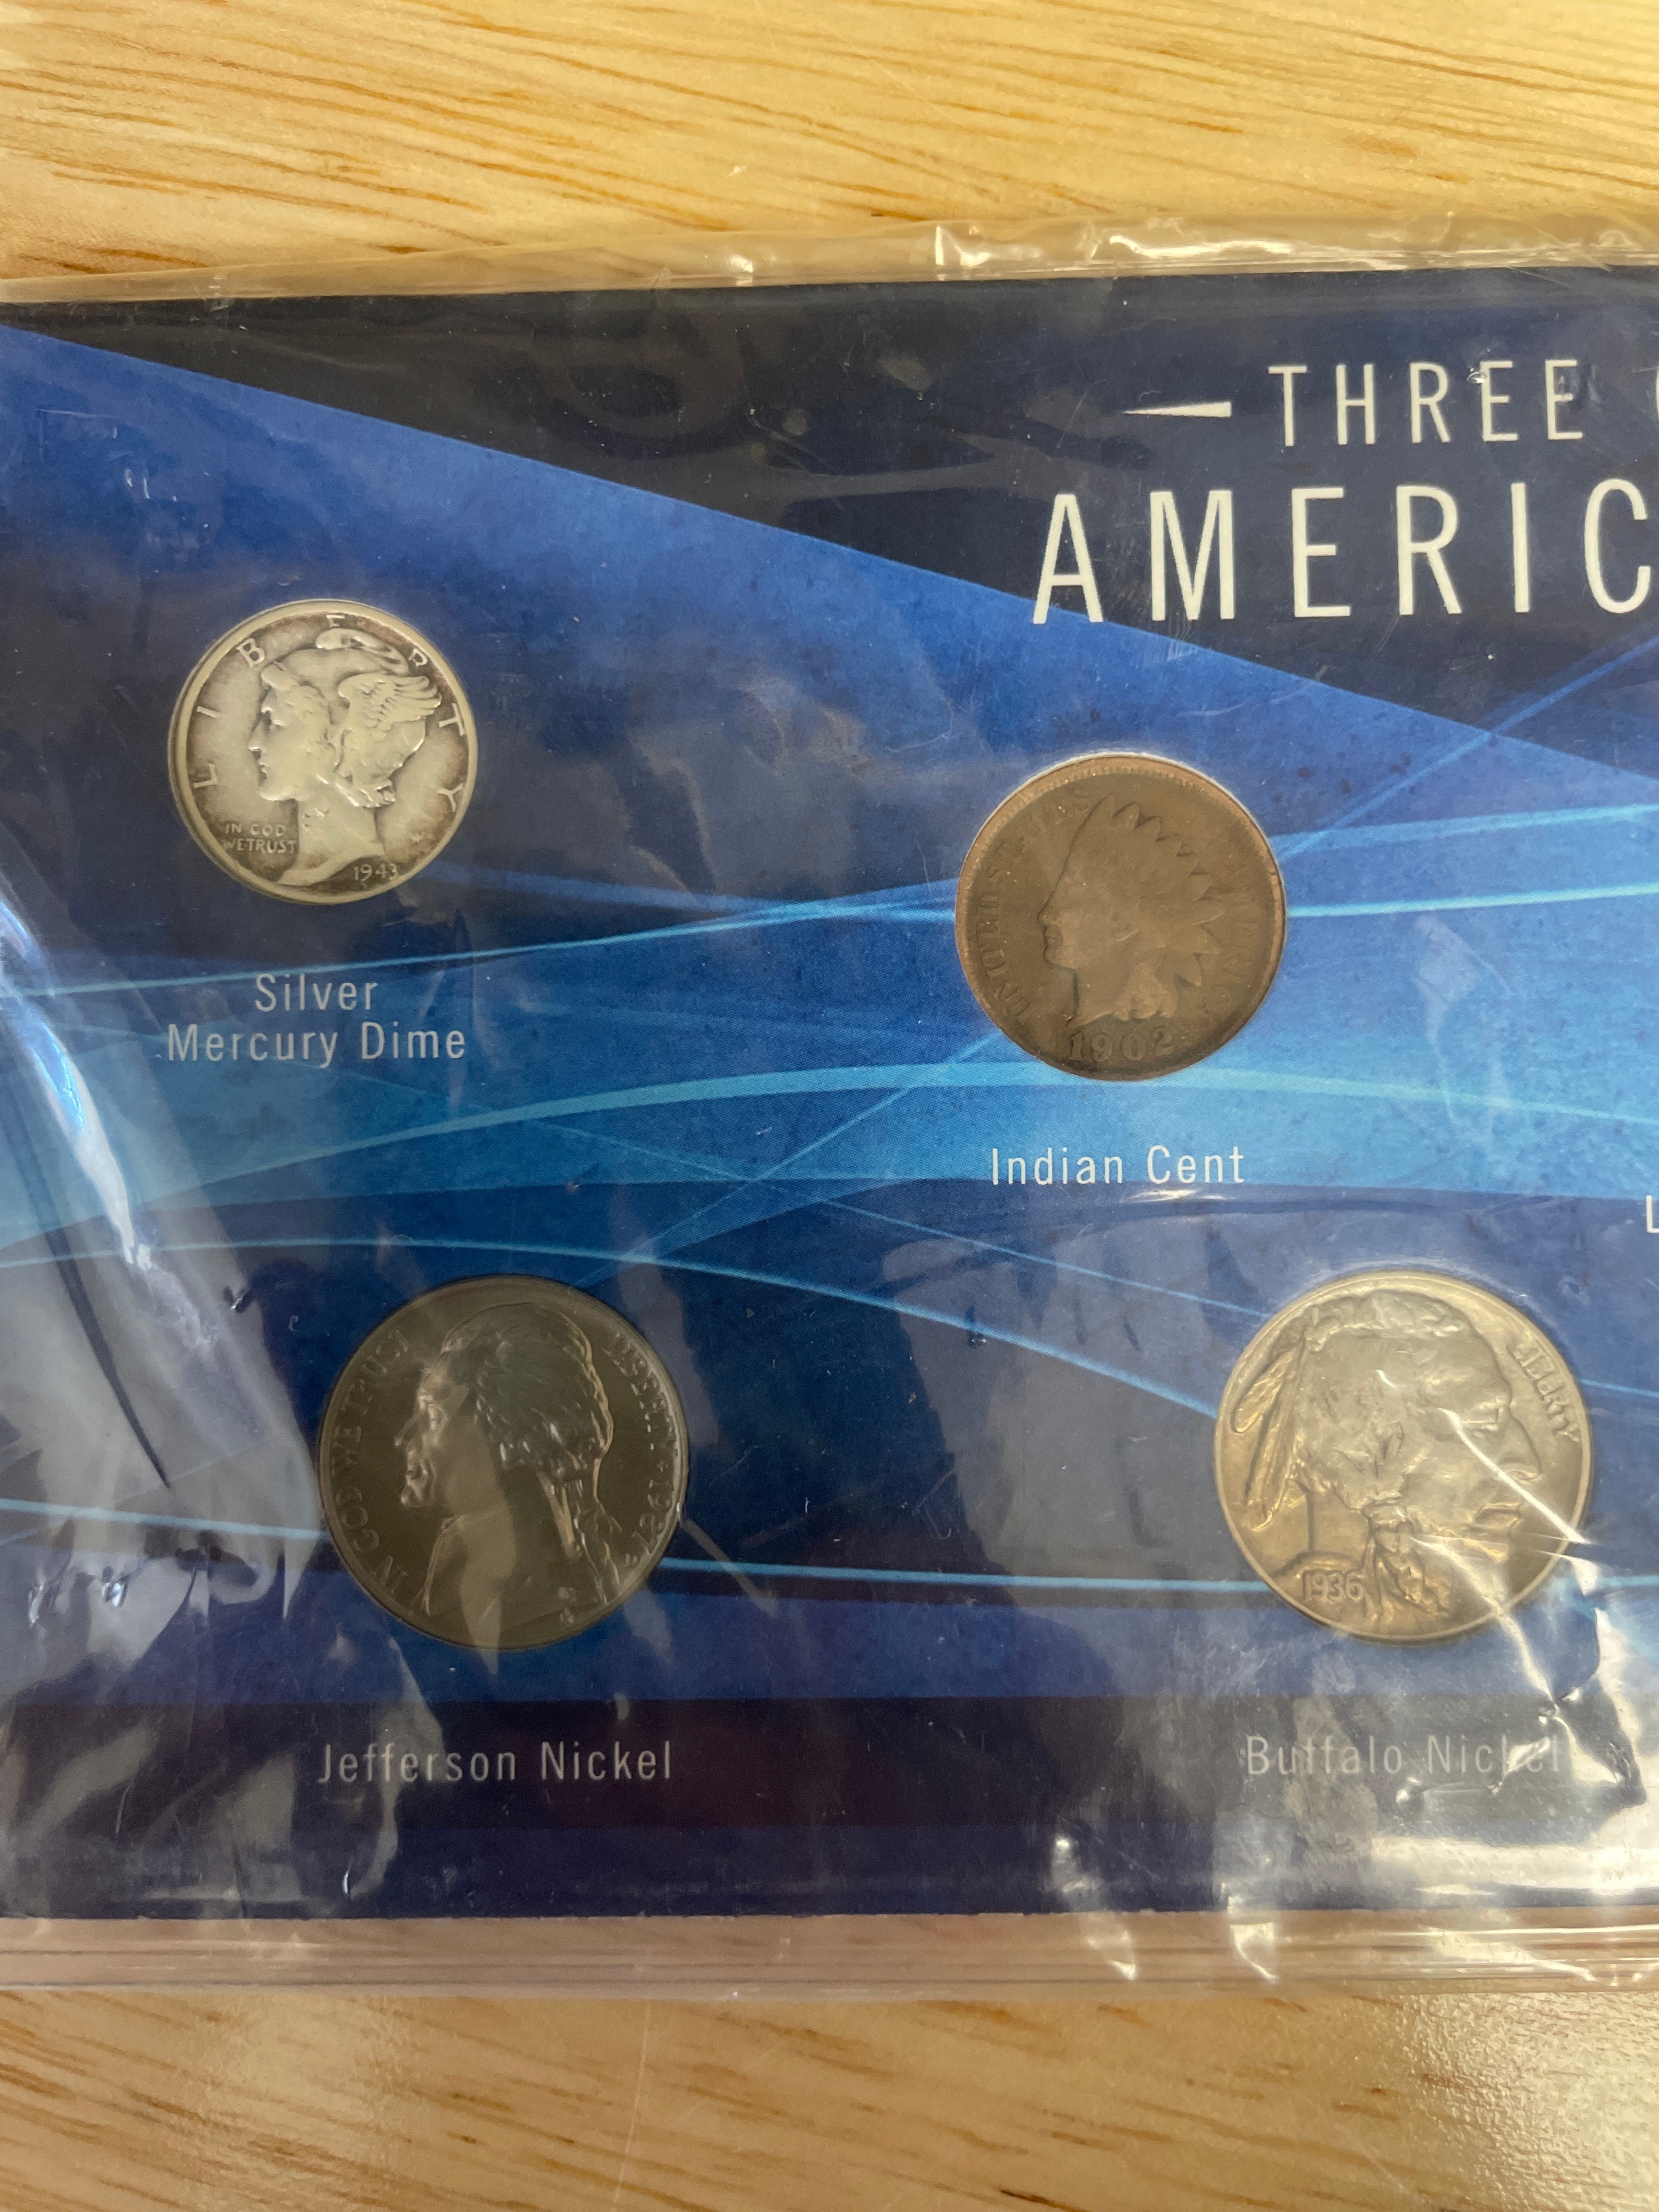 THREE
AMERIC
LIBERTY
IN GOD
WE TRUST
1943
Silver
Mercury Dime
UNITED
1902
Indian Cent
L
IN GOD WE TRUST
LIBERTY
Jefferson Nickel
LIBERTY
1936
Buffalo Nickel